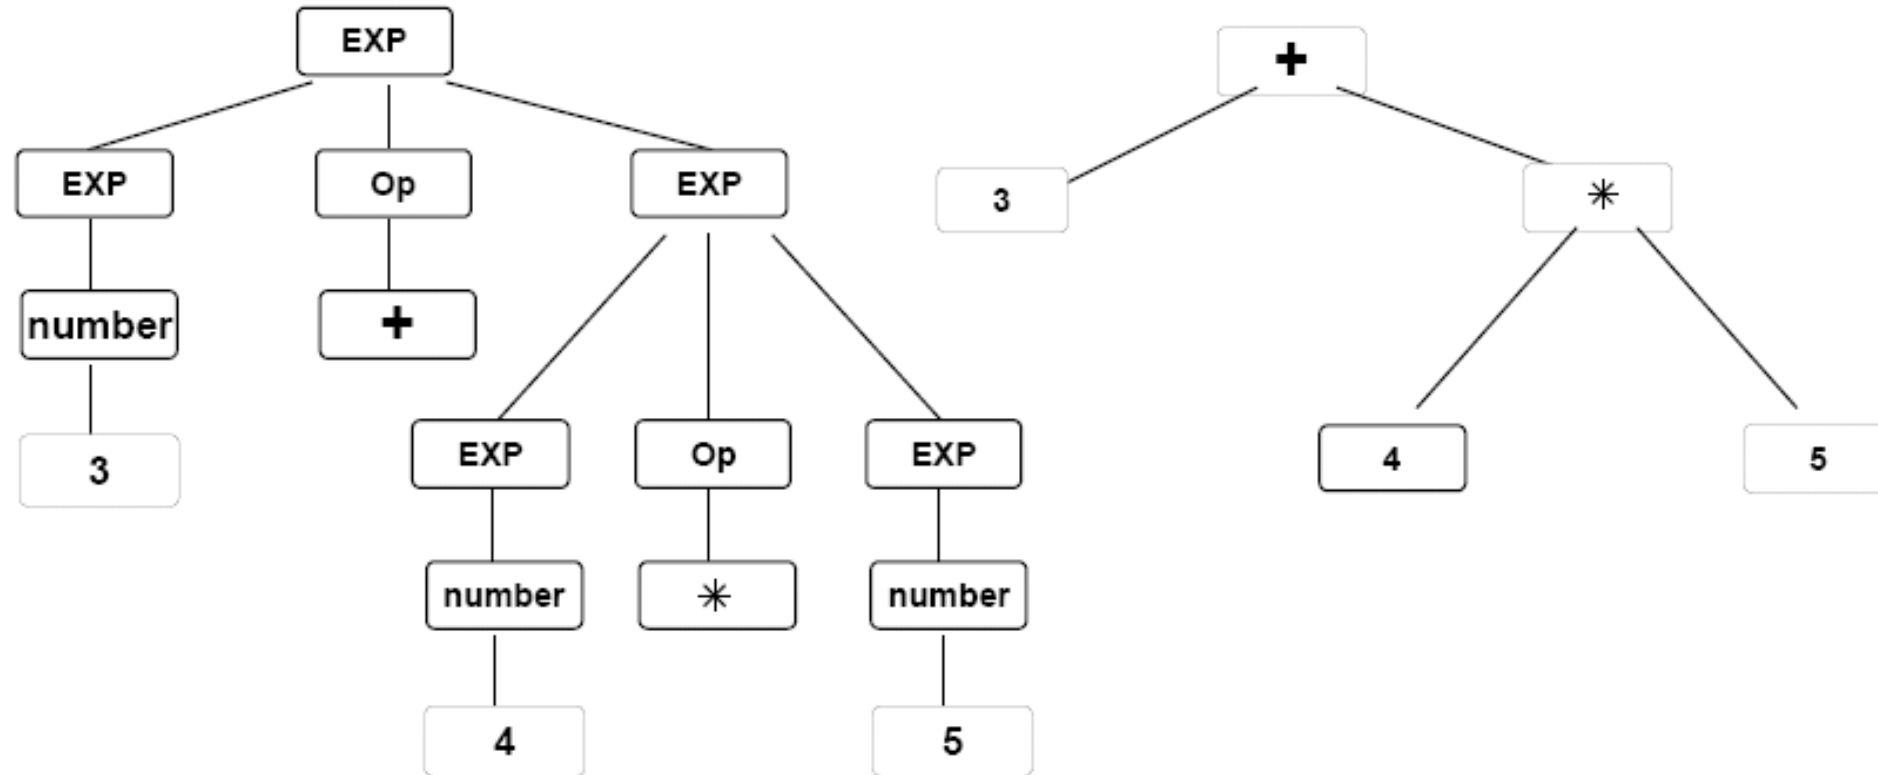 EXP
EXP Op EXP
number +
3
EXP Op EXP
number * number
4 5
+
3 *
4 5